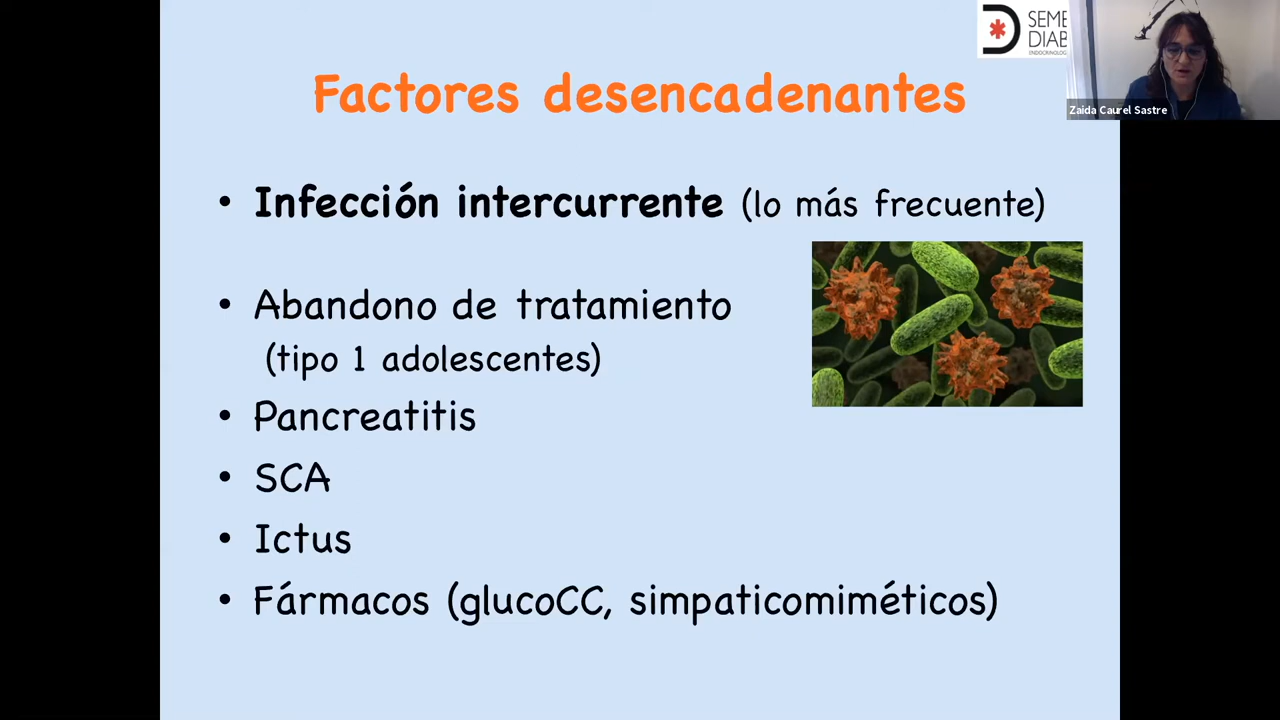 SEME
DIAB
ENDOCRINOLOG
Zaida Caurel Sastre
Factores desencadenantes
• Infección intercurrente (lo más frecuente)
• Abandono de tratamiento
(tipo 1 adolescentes)
• Pancreatitis
• SCA
• Ictus
• Fármacos (glucoCC, simpaticomiméticos)